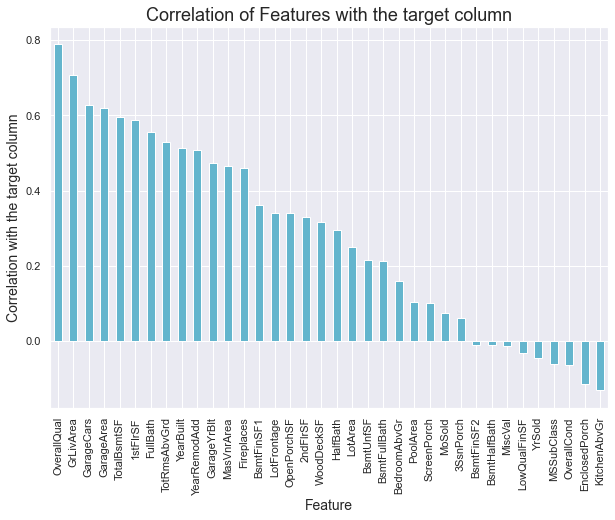 Correlation of Features with the target column
Correlation with the target column
0.8
0.6
0.4
0.2
0.0
OverallQual
GrLivArea
GarageCars
GarageArea
TotalBsmtSF
1stFlrSF
FullBath
TotRmsAbvGrd
YearBuilt
YearRemodAdd
GarageYrBlt
MasVnrArea
Fireplaces
BsmtFinSF1
LotFrontage
OpenPorchSF
2ndFlrSF
WoodDeckSF
HalfBath
LotArea
BsmtUnfSF
BsmtFullBath
BedroomAbvGr
PoolArea
ScreenPorch
MoSold
3SsnPorch
BsmtFinSF2
BsmtHalfBath
MiscVal
LowQualFinSF
YrSold
MSSubClass
OverallCond
EnclosedPorch
KitchenAbvGr
Feature